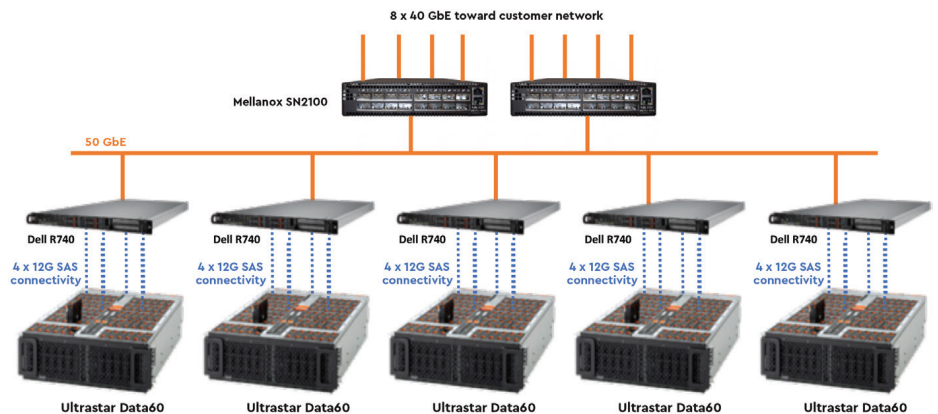 8 x 40 GbE toward customer network
Mellanox SN2100
50 GbE
Dell R740
Dell R740
Dell R740
Dell R740
Dell R740
4 x 12G SAS
connectivity
4 x 12G SAS
connectivity
4 x 12G SAS
connectivity
4 x 12G SAS
connectivity
4 x 12G SAS
connectivity
Ultrastar Data60
Ultrastar Data60
Ultrastar Data60
Ultrastar Data60
Ultrastar Data60